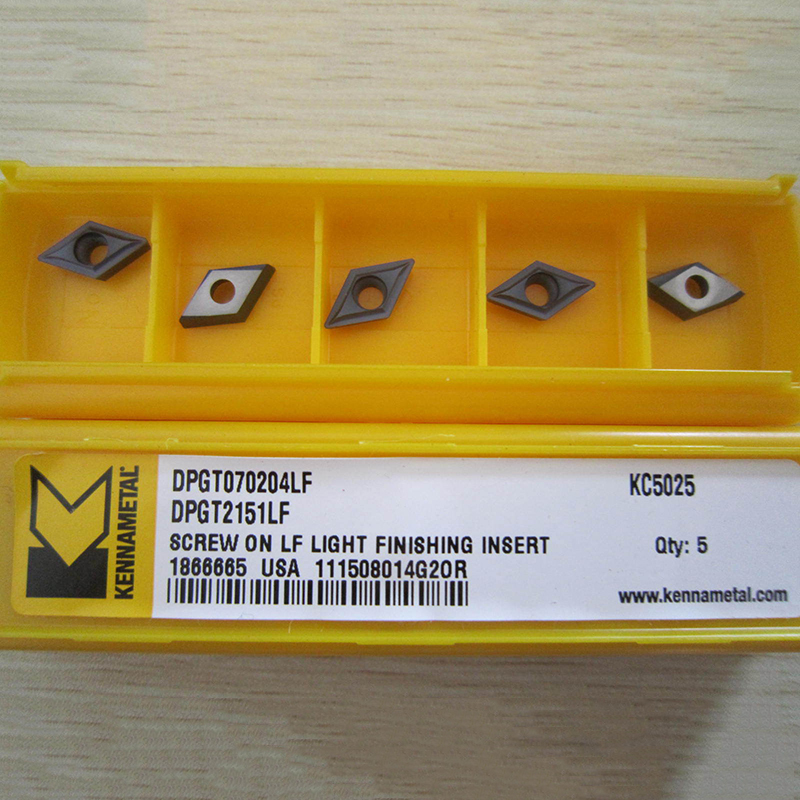 KENNAMETAL®
DPGT070204LF
DPGT2151LF
KC5025
SCREW ON LF LIGHT FINISHING INSERT
Qty: 5
1866665 USA 111508014G20R
www.kennametal.com